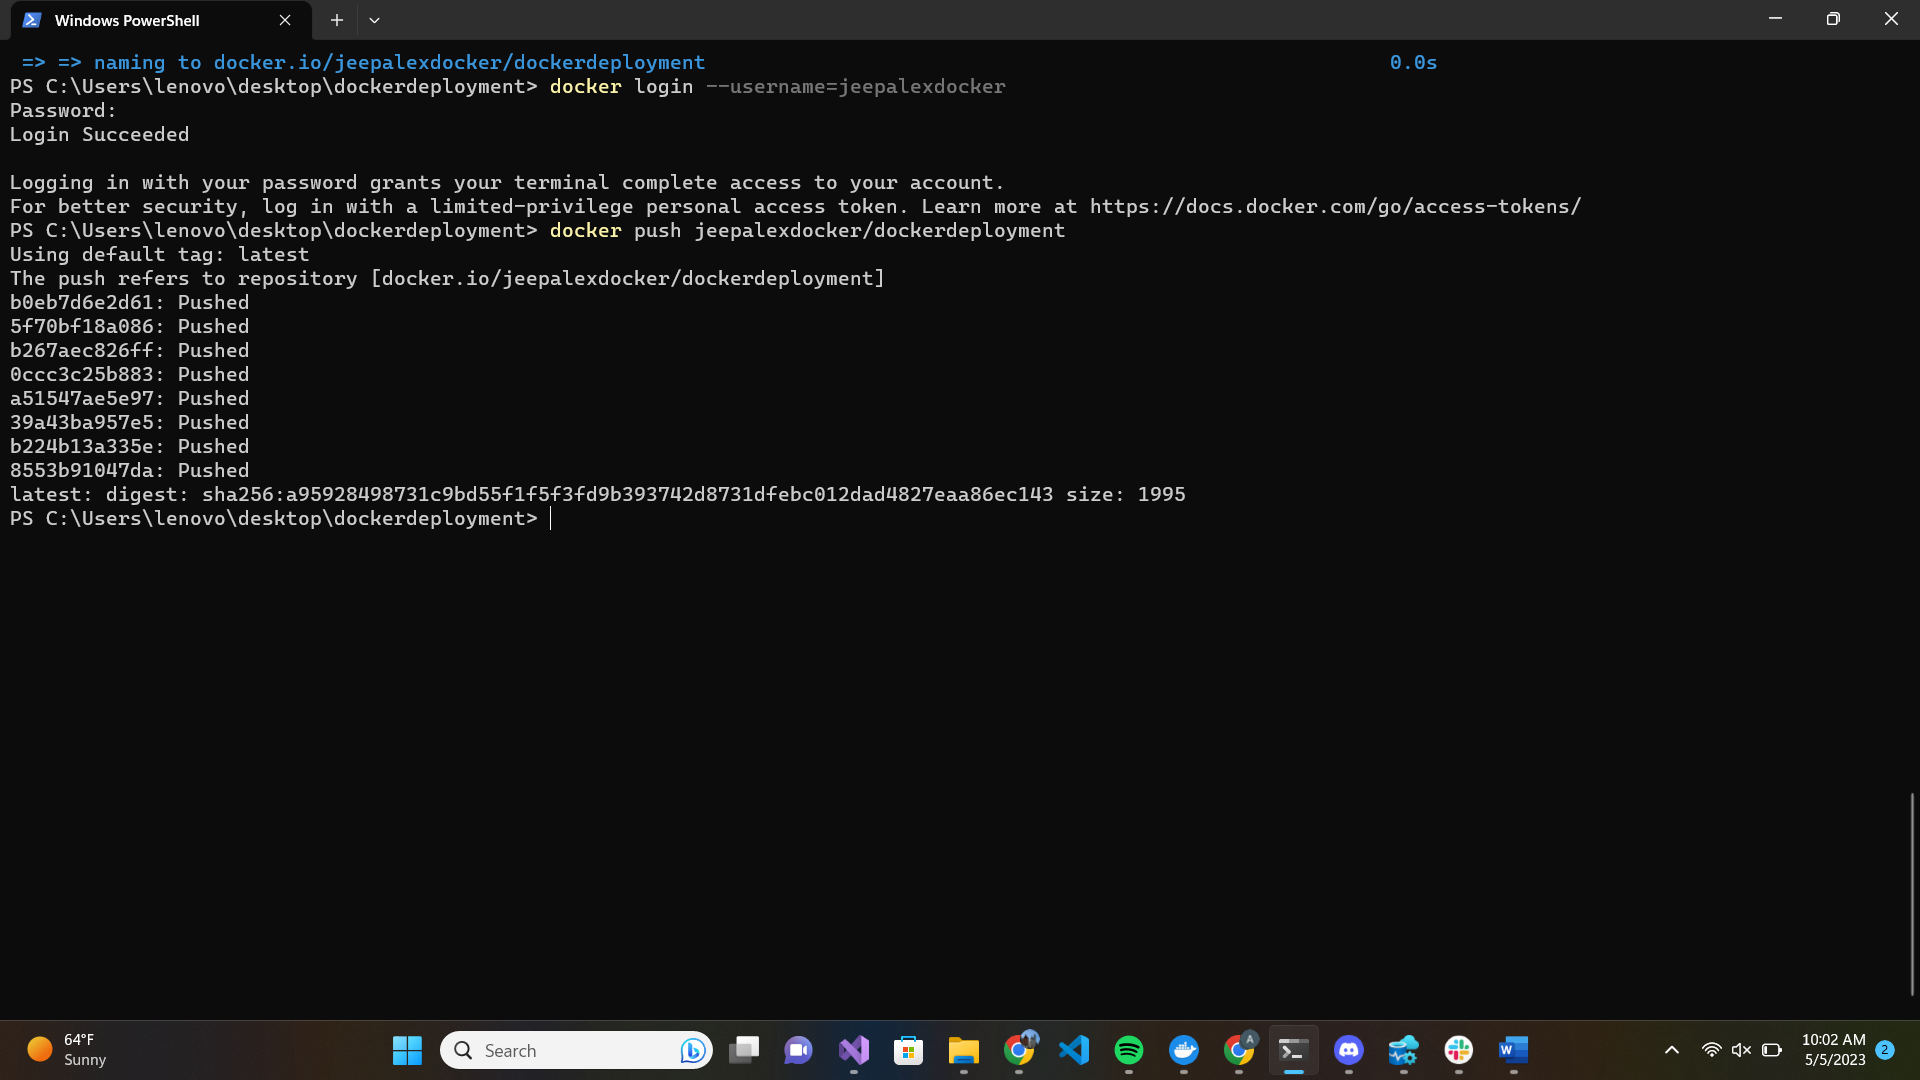 Windows PowerShell
=> => naming to docker.io/jeepalexdocker/dockerdeployment 0.0s
PS C:\Users\lenovo\desktop\dockerdeployment> docker login --username=jeepalexdocker
Password:
Login Succeeded
Logging in with your password grants your terminal complete access to your account.
For better security, log in with a limited-privilege personal access token. Learn more at https://docs.docker.com/go/access-tokens/
PS C:\Users\lenovo\desktop\dockerdeployment> docker push jeepalexdocker/dockerdeployment
Using default tag: latest
The push refers to repository [docker.io/jeepalexdocker/dockerdeployment]
b0eb7d6e2d61: Pushed
5f70bf18a086: Pushed
b267aec826ff: Pushed
0ccc3c25b883: Pushed
a51547ae5e97: Pushed
39a43ba957e5: Pushed
b224b13a335e: Pushed
8553b91047da: Pushed
latest: digest: sha256:a95928498731c9bd55f1f5f3fd9b393742d8731dfebc012dad4827eaa86ec143 size: 1995
PS C:\Users\lenovo\desktop\dockerdeployment>
64°F
Sunny
Search
A
W
10:02 AM
5/5/2023
2